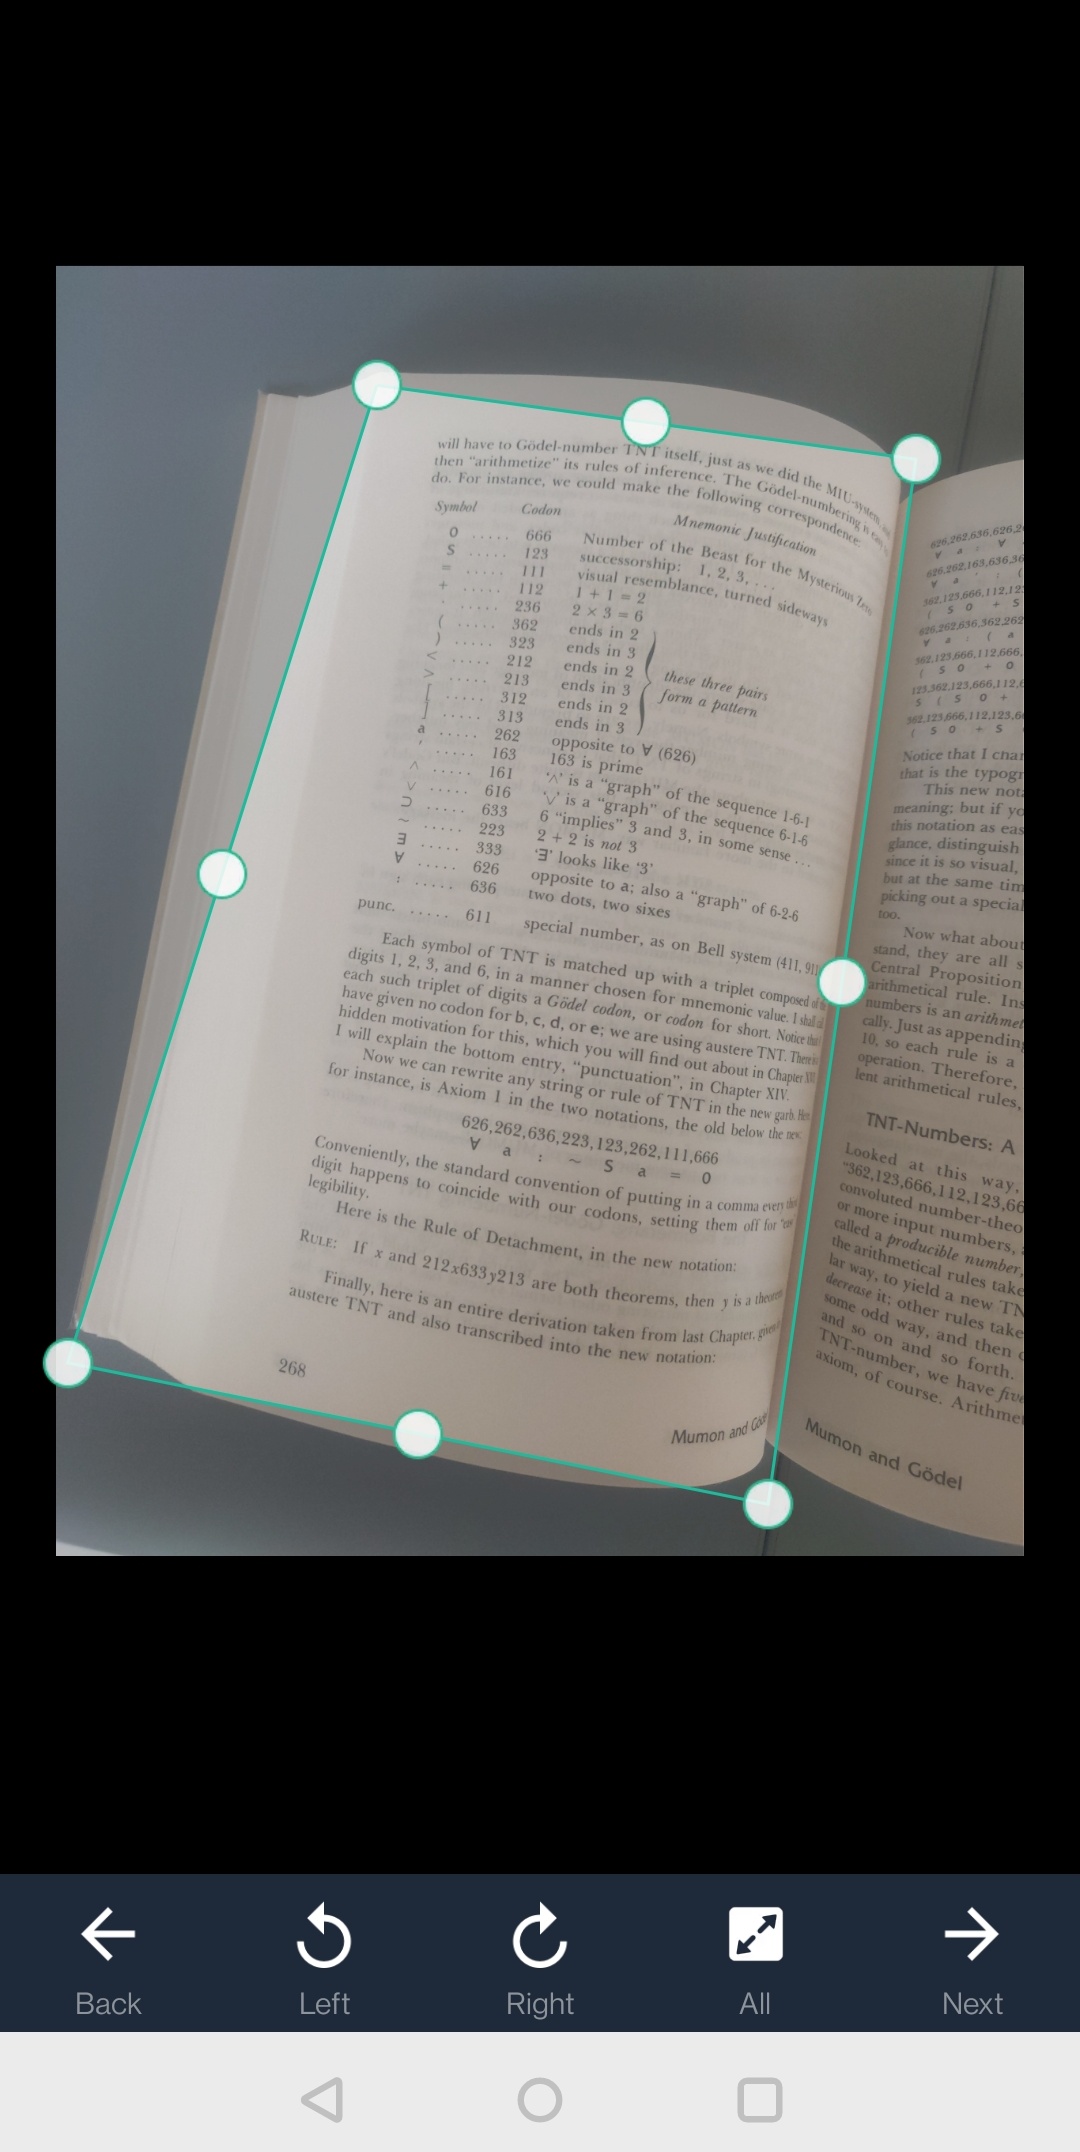 will have to Gödel-number TNT itself, just as we did the MIU-system, and
then "arithmetize" its rules of inference. The Gödel-numbering is easy to
do. For instance, we could make the following correspondence:
Symbol Codon Mnemonic Justification
0 ..... 666 Number of the Beast for the Mysterious Zero
S ..... 123 successorship: 1, 2, 3, ...
= ..... 111 visual resemblance, turned sideways
+ ..... 112 1 + 1 = 2
· ..... 236 2 × 3 = 6
( ..... 362 ends in 2
) ..... 323 ends in 3
< ..... 212 ends in 2
> ..... 213 ends in 3
[ ..... 312 ends in 2
] ..... 313 ends in 3
these three pairs
form a pattern
a ..... 262 opposite to ∀ (626)
′ ..... 163 163 is prime
∧ ..... 161 '∧' is a "graph" of the sequence 1-6-1
∨ ..... 616 '∨' is a "graph" of the sequence 6-1-6
⊃ ..... 633 6 "implies" 3 and 3, in some sense ...
~ ..... 223 2 + 2 is not 3
∃ ..... 333 '∃' looks like '3'
∀ ..... 626 opposite to a; also a "graph" of 6-2-6
: ..... 636 two dots, two sixes
punc. ..... 611 special number, as on Bell system (411, 911
Each symbol of TNT is matched up with a triplet composed of the
digits 1, 2, 3, and 6, in a manner chosen for mnemonic value. I shall call
each such triplet of digits a Gödel codon, or codon for short. Notice that
have given no codon for b, c, d, or e; we are using austere TNT. There is
hidden motivation for this, which you will find out about in Chapter XVI
I will explain the bottom entry, "punctuation", in Chapter XIV.
Now we can rewrite any string or rule of TNT in the new garb. Here
for instance, is Axiom 1 in the two notations, the old below the new:
626,262,636,223,123,262,111,666
∀ a : ~ S a = 0
Conveniently, the standard convention of putting in a comma every third
digit happens to coincide with our codons, setting them off for "easy
legibility.
Here is the Rule of Detachment, in the new notation:
RULE: If x and 212x633y213 are both theorems, then y is a theorem
Finally, here is an entire derivation taken from last Chapter, given in
austere TNT and also transcribed into the new notation:
268
Mumon and Göde
626,262,636,626,2
∀ a : ∀
626,262,163,636,36
∀ a ′ : (
362,123,666,112,12
( S 0 + S
626,262,636,362,262
∀ a : ( a
362,123,666,112,666,
( S 0 + 0
123,362,123,666,112,6
S ( S 0 +
362,123,666,112,123,6
( S 0 + S
Notice that I chan
that is the typogr
This new nota
meaning; but if yo
this notation as eas
glance, distinguish
since it is so visual,
but at the same tim
picking out a special
too.
Now what about
stand, they are all s
Central Proposition
arithmetical rule. Ins
numbers is an arithmet
cally. Just as appending
10, so each rule is a
operation. Therefore,
lent arithmetical rules,
TNT-Numbers: A
Looked at this way,
"362,123,666,112,123,66
convoluted number-theo
or more input numbers, a
called a producible number,
the arithmetical rules take
lar way, to yield a new TN
decrease it; other rules take
some odd way, and then c
and so on and so forth.
TNT-number, we have five
axiom, of course. Arithmet
Mumon and Gödel
Back Left Right All Next